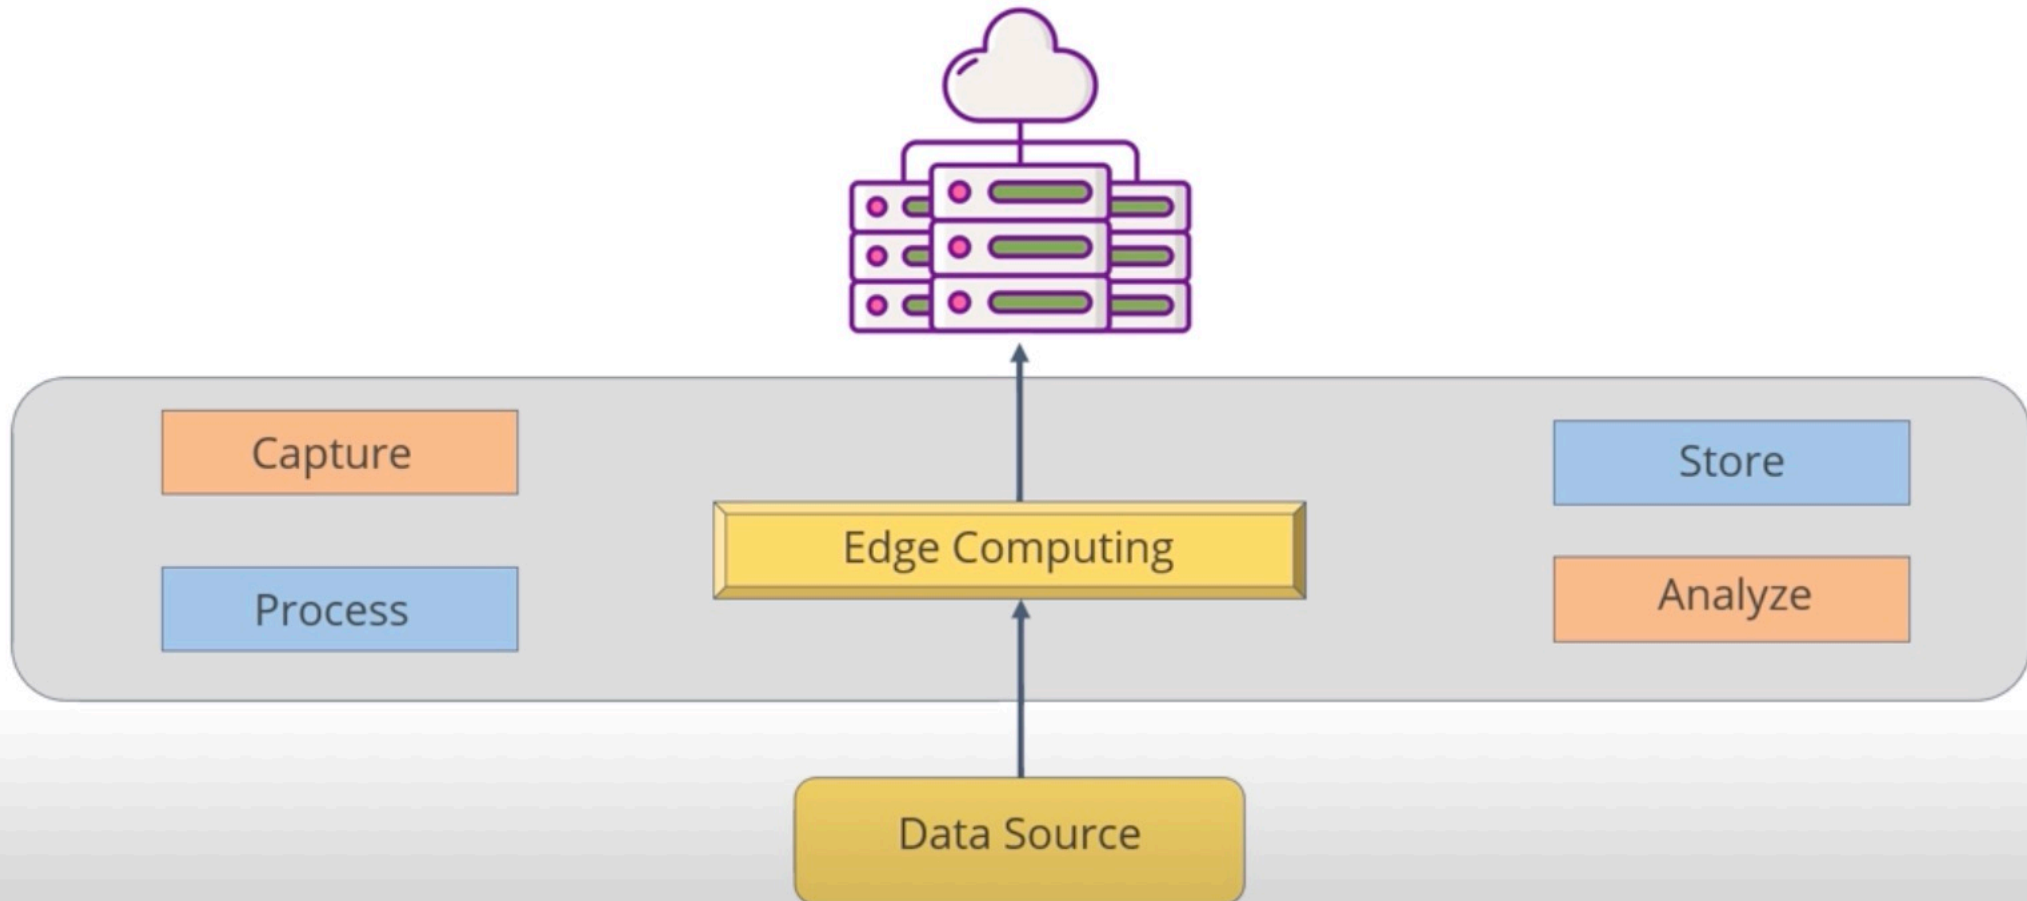 Capture
Store
Edge Computing
Process
Analyze
Data Source